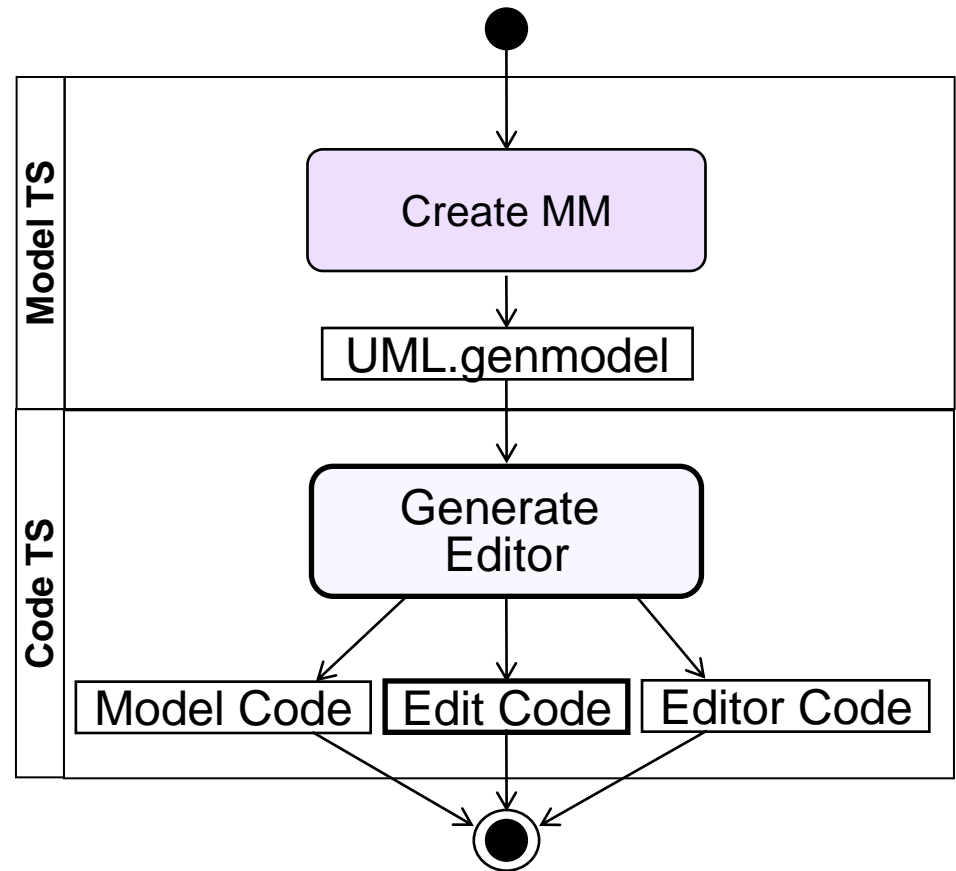 Model TS
Create MM
UML.genmodel
Code TS
Generate
Editor
Model Code
Edit Code
Editor Code